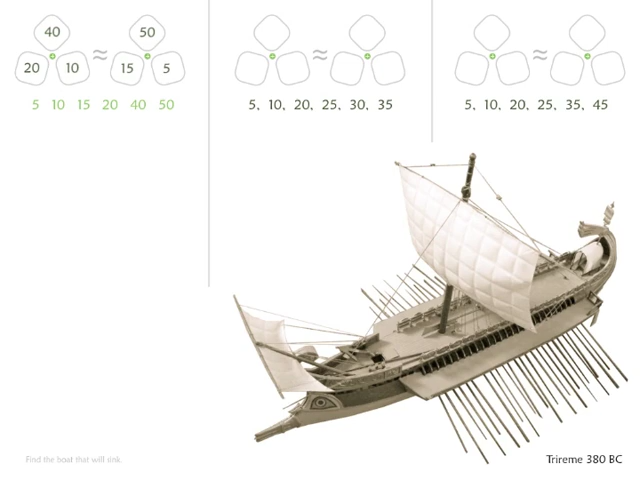 40 ≈ 50
20 + 10 15 + 5
5 10 15 20 40 50
+ ≈ +
5, 10, 20, 25, 30, 35
+ ≈ +
5, 10, 20, 25, 35, 45
Find the boat that will sink.
Trireme 380 BC